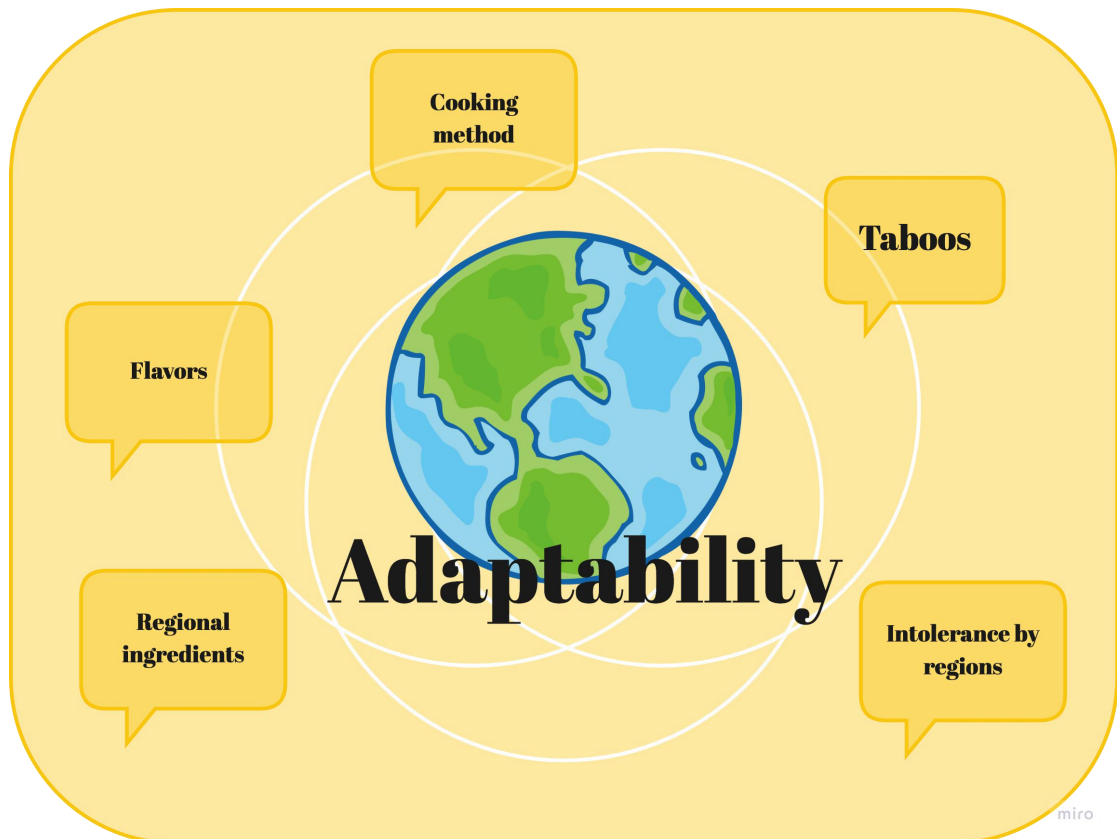 Cooking
method
Taboos
Flavors
Adaptability
Regional
ingredients
Intolerance by
regions
miro